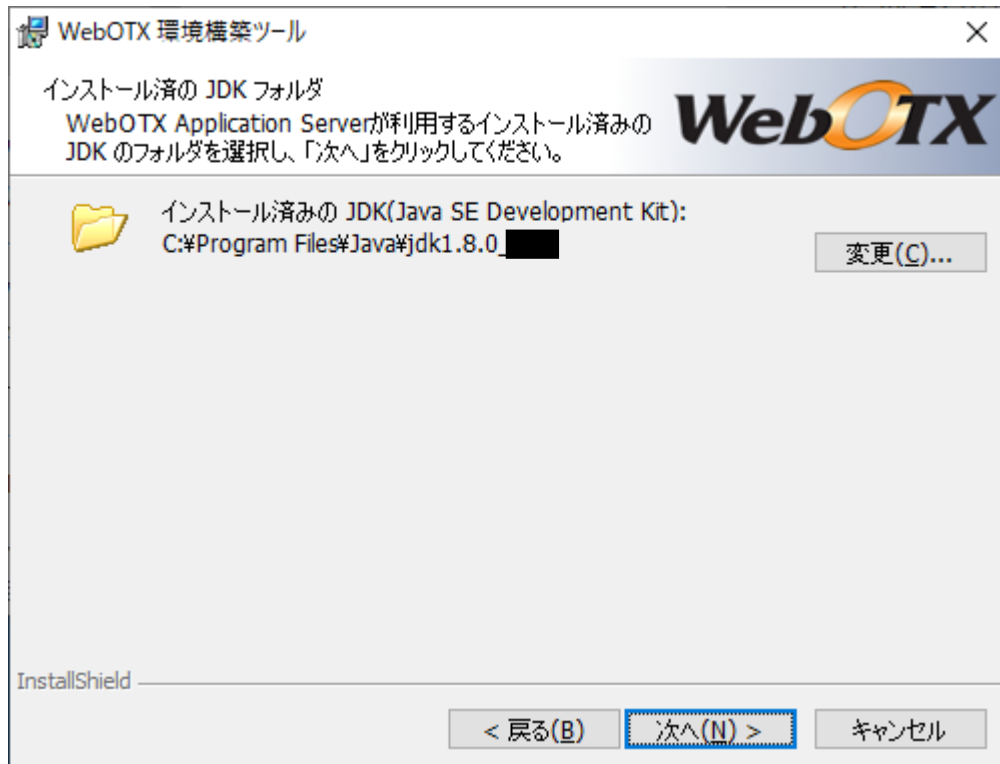 WebOTX 環境構築ツール
インストール済の JDK フォルダ
WebOTX Application Serverが利用するインストール済みの
JDK のフォルダを選択し、「次へ」をクリックしてください。
WebOTX
インストール済みの JDK(Java SE Development Kit):
C:¥Program Files¥Java¥jdk1.8.0_
変更(C)...
InstallShield
< 戻る(B)
次へ(N) >
キャンセル